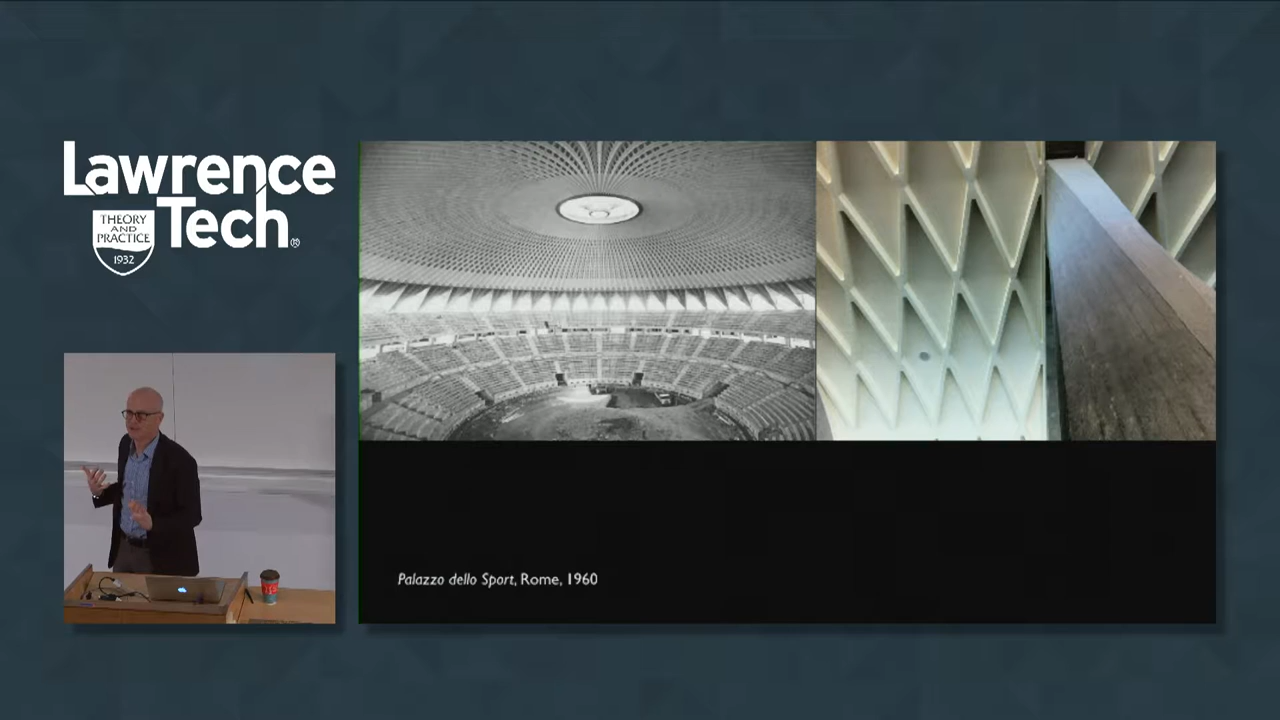 Lawrence
Tech®
THEORY
AND
PRACTICE
1932
Palazzo dello Sport, Rome, 1960